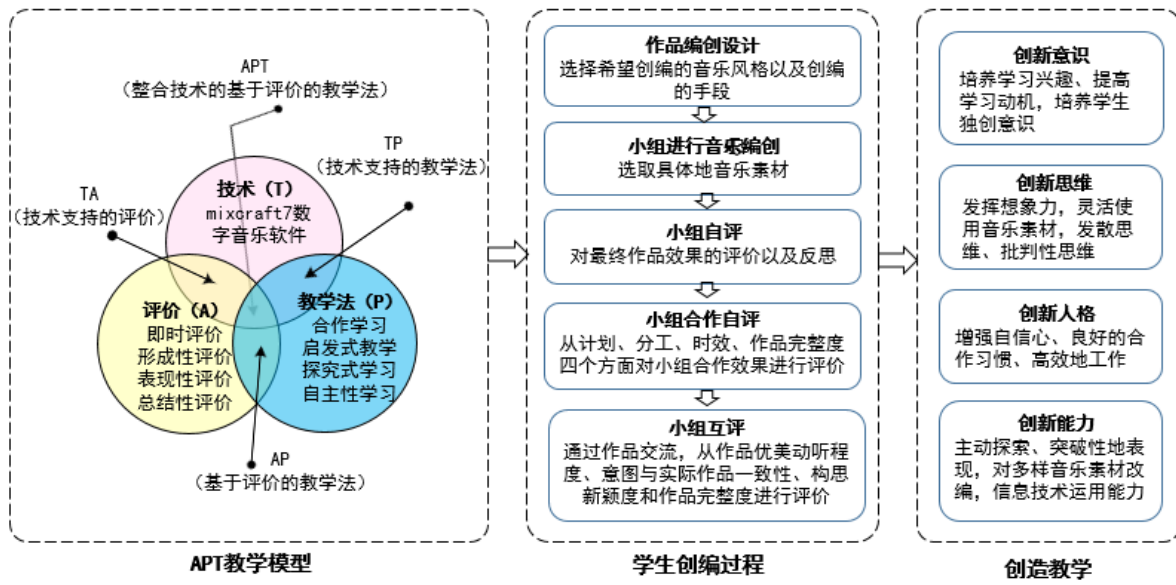 APT
（整合技术的基于评价的教学法）
TP
（技术支持的教学法）
TA
（技术支持的评价）
技术（T）
mixcraft7数
字音乐软件
评价（A）
即时评价
形成性评价
表现性评价
总结性评价
教学法（P）
合作学习
启发式教学
探究式学习
自主性学习
AP
（基于评价的教学法）
APT教学模型
作品编创设计
选择希望创编的音乐风格以及创编
的手段
小组进行音乐编创
选取具体地音乐素材
小组自评
对最终作品效果的评价以及反思
小组合作自评
从计划、分工、时效、作品完整度
四个方面对小组合作效果进行评价
小组互评
通过作品交流，从作品优美动听程
度、意图与实际作品一致性、构思
新颖度和作品完整度进行评价
学生创编过程
创新意识
培养学习兴趣、提高
学习动机，培养学生
独创意识
创新思维
发挥想象力，灵活使
用音乐素材，发散思
维、批判性思维
创新人格
增强自信心、良好的合
作习惯、高效地工作
创新能力
主动探索、突破性地表
现，对多样音乐素材改
编，信息技术运用能力
创造教学